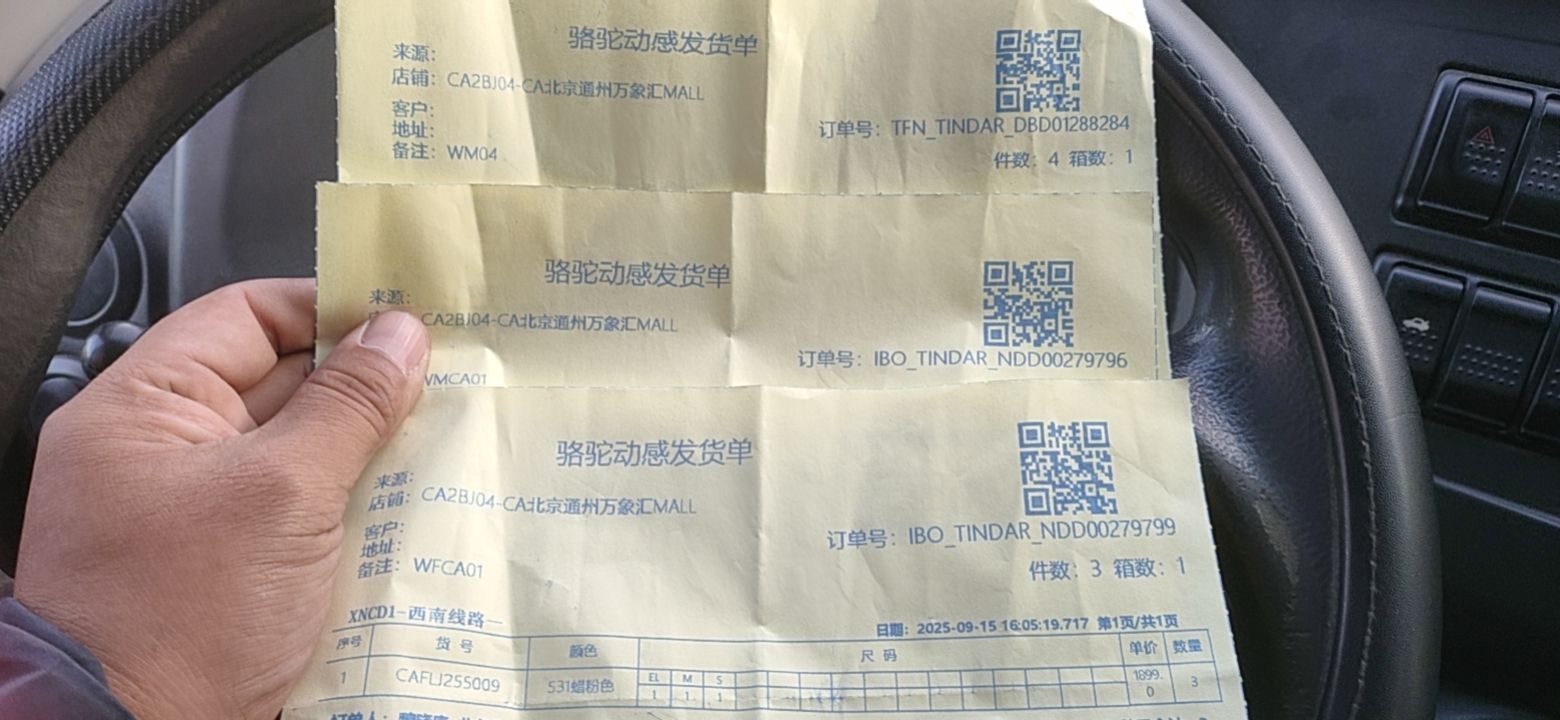 骆驼动感发货单
来源：
店铺：CA2BJ04-CA北京通州万象汇MALL
客户：
地址：
订单号：TFN_TINDAR_DBD01288284
备注：WM04
件数：4 箱数：1
骆驼动感发货单
来源：
CA2BJ04-CA北京通州万象汇MALL
订单号：IBO_TINDAR_NDD00279796
WMCA01
骆驼动感发货单
来源：
店铺：CA2BJ04-CA北京通州万象汇MALL
客户：
订单号：IBO_TINDAR_NDD00279799
地址：
备注：WFCA01
件数：3 箱数：1
XNCD1-西南线路一
日期：2025-09-15 16:05:19.717 第1页/共1页
序号 货号 颜色 尺码 单价 数量
EL M S
1 CAFLJ255009 531蜡粉色 1 1 1 1899.0 3